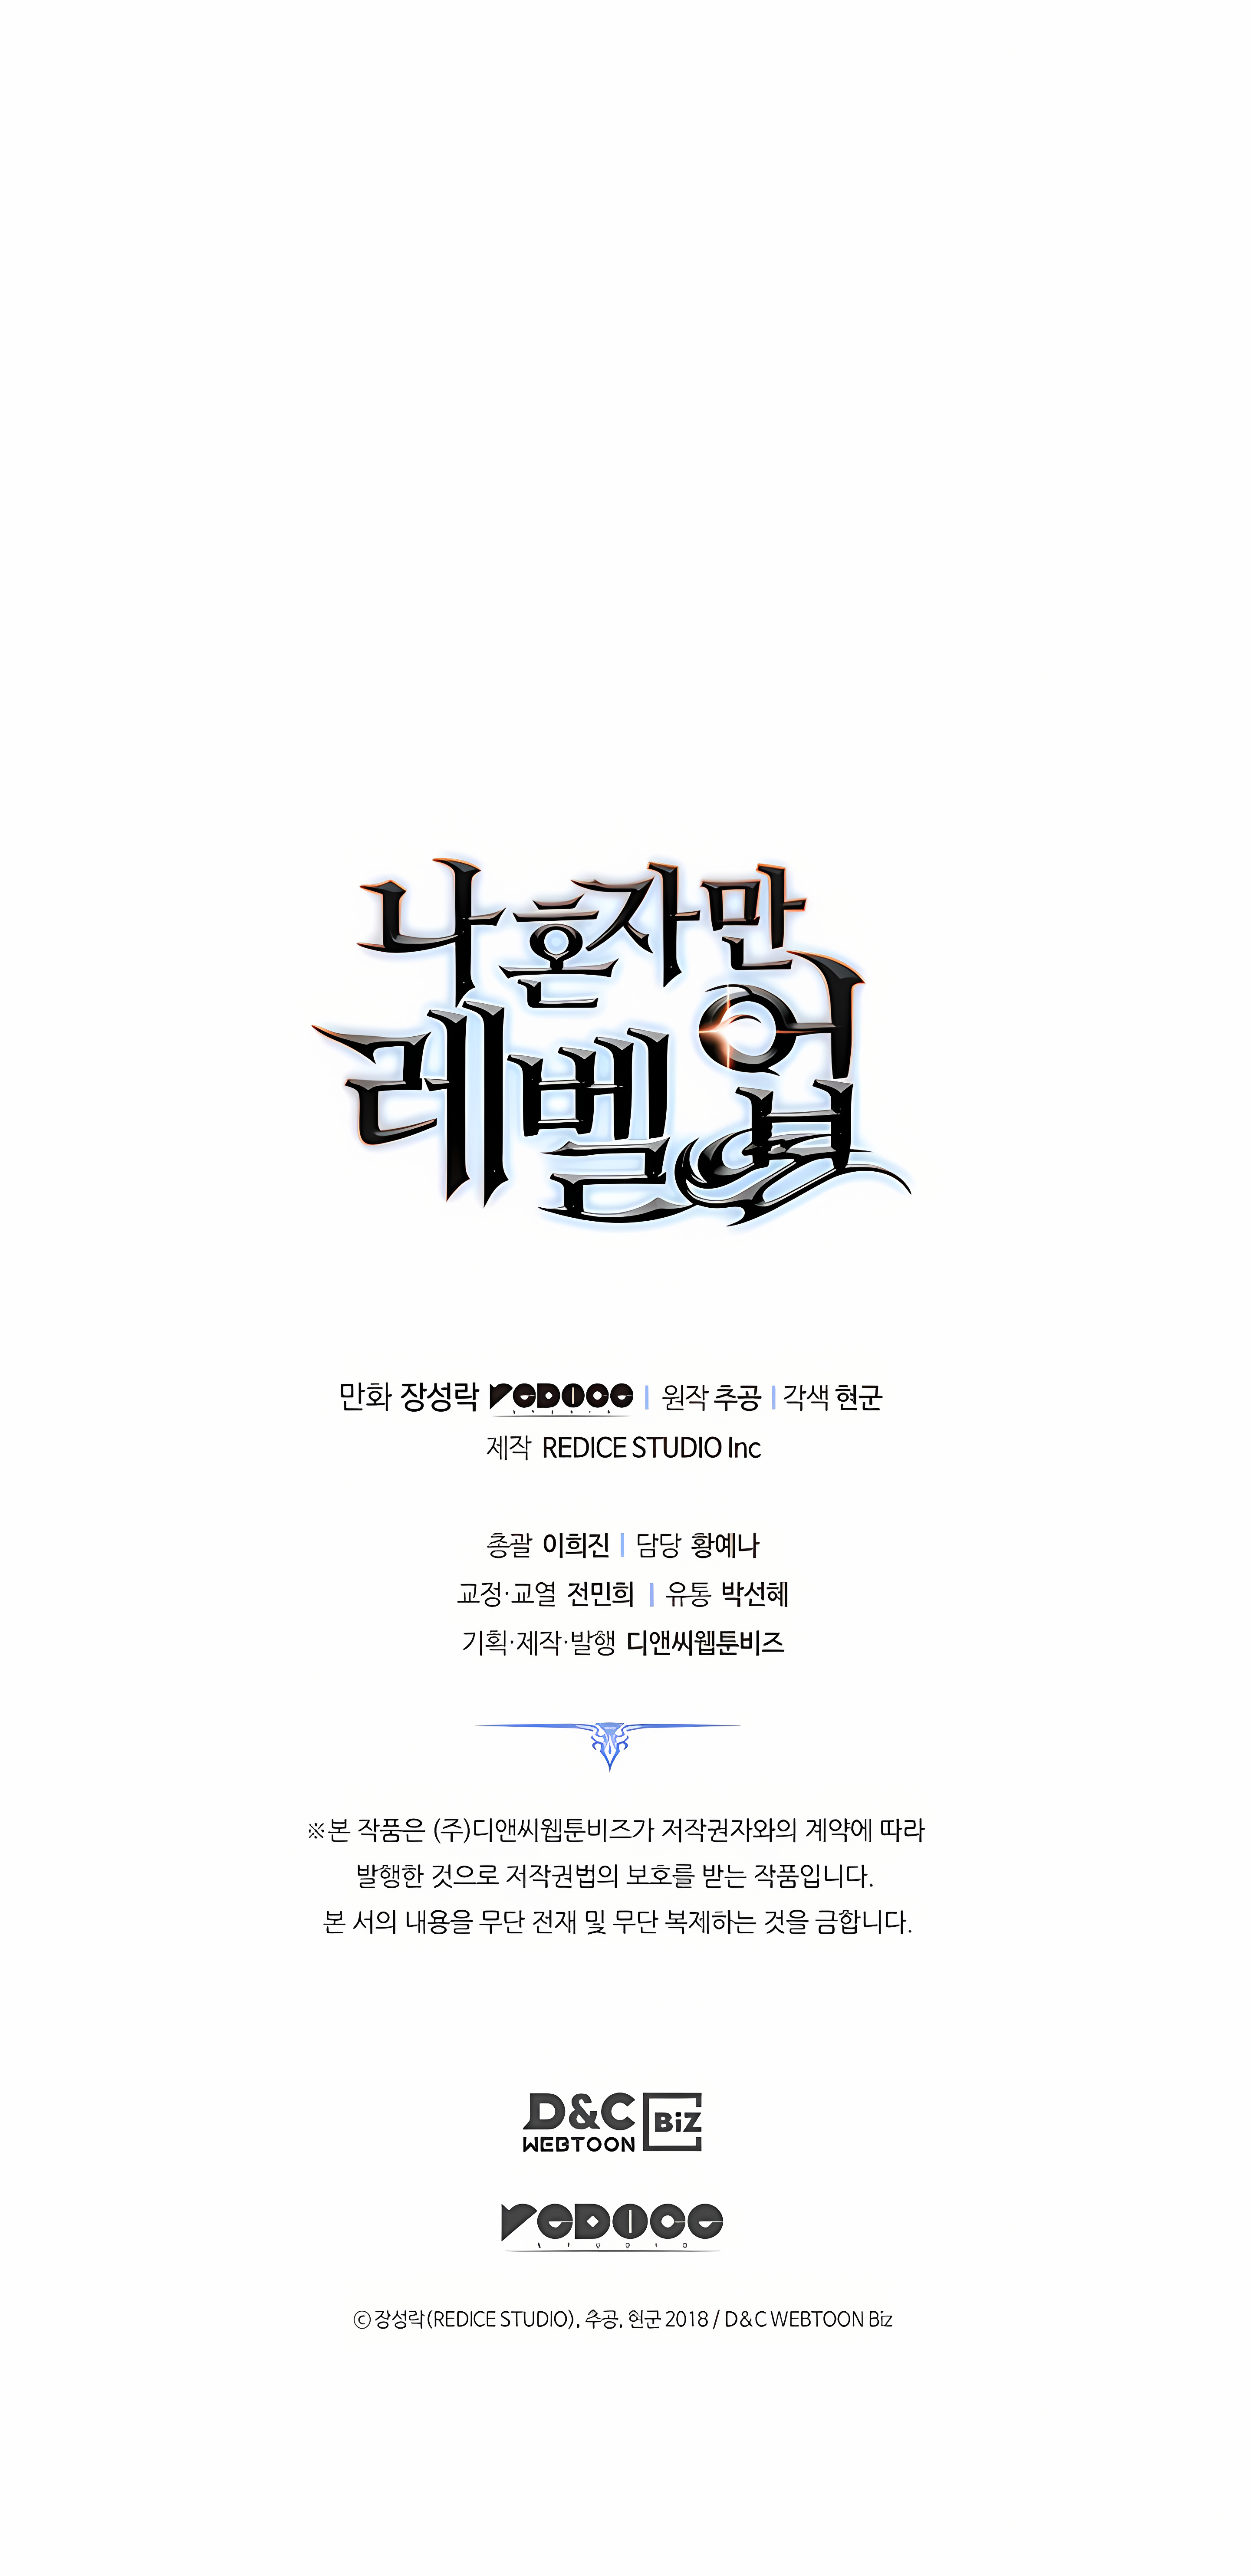 나 혼자만
레벨업
만화 장성락 REDICE STUDIO | 원작 추공 | 각색 현군
제작 REDICE STUDIO Inc
총괄 이희진 | 담당 황예나
교정·교열 전민희 | 유통 박선혜
기획·제작·발행 디앤씨웹툰비즈
※본 작품은 (주)디앤씨웹툰비즈가 저작권자와의 계약에 따라
발행한 것으로 저작권법의 보호를 받는 작품입니다.
본 서의 내용을 무단 전재 및 무단 복제하는 것을 금합니다.
D&C
WEBTOON BiZ
REDICE
STUDIO
ⓒ장성락(REDICE STUDIO), 추공, 현군 2018 / D&C WEBTOON Biz